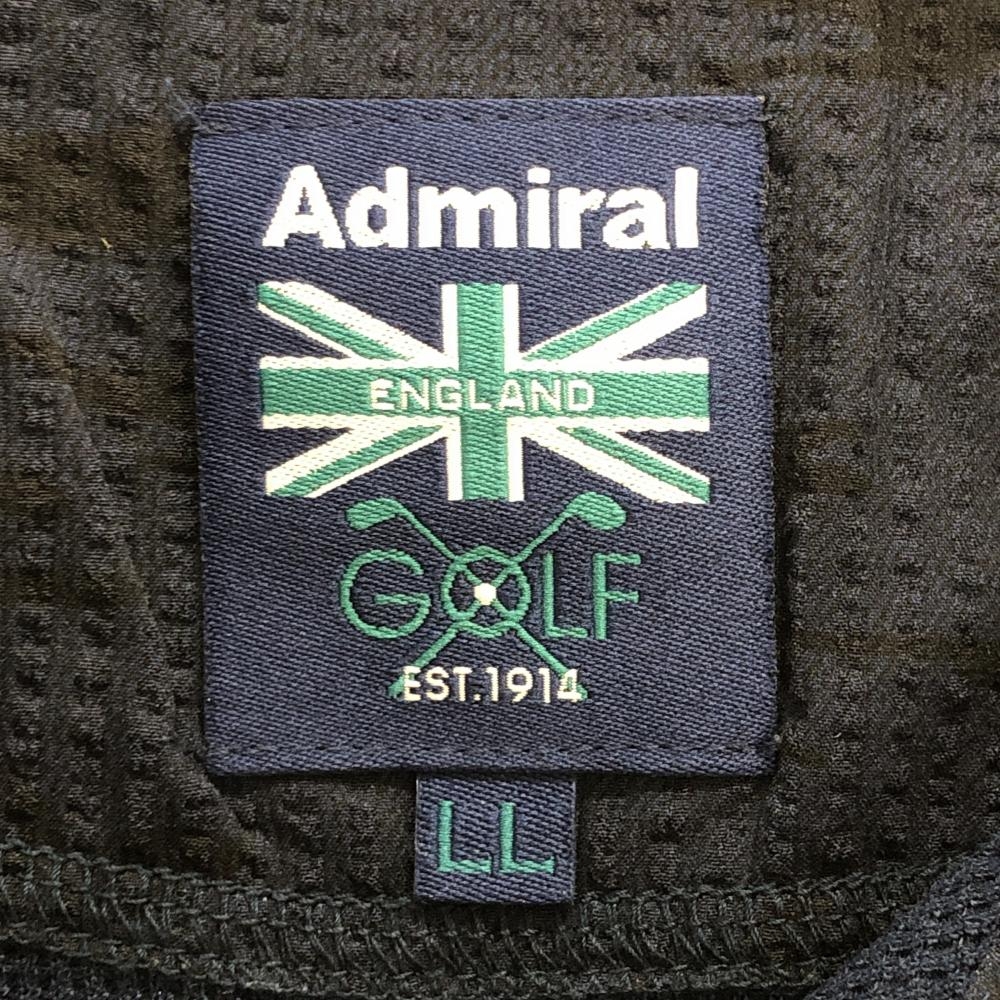 Admiral
ENGLAND
GOLF
EST.1914
LL